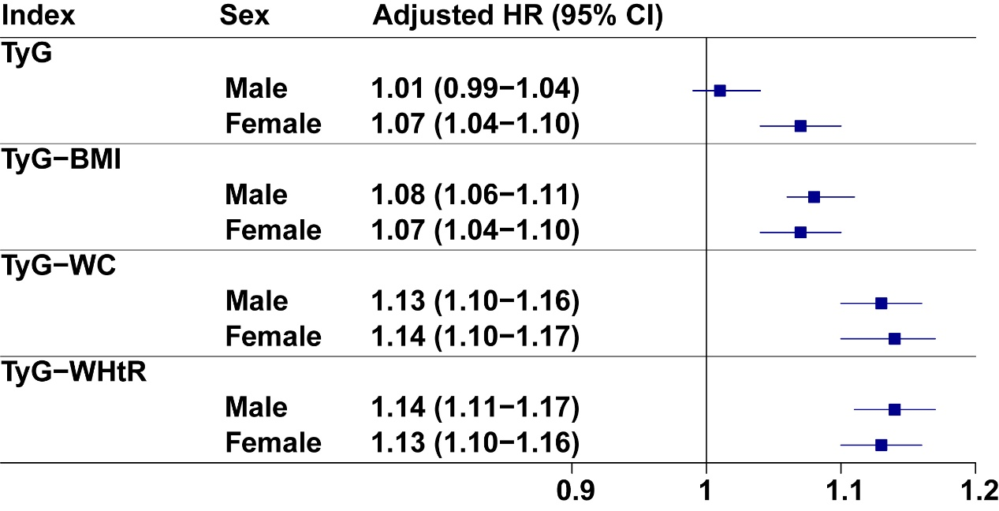 Index Sex Adjusted HR (95% CI)
TyG
Male 1.01 (0.99−1.04)
Female 1.07 (1.04−1.10)
TyG−BMI
Male 1.08 (1.06−1.11)
Female 1.07 (1.04−1.10)
TyG−WC
Male 1.13 (1.10−1.16)
Female 1.14 (1.10−1.17)
TyG−WHtR
Male 1.14 (1.11−1.17)
Female 1.13 (1.10−1.16)
0.9 1 1.1 1.2